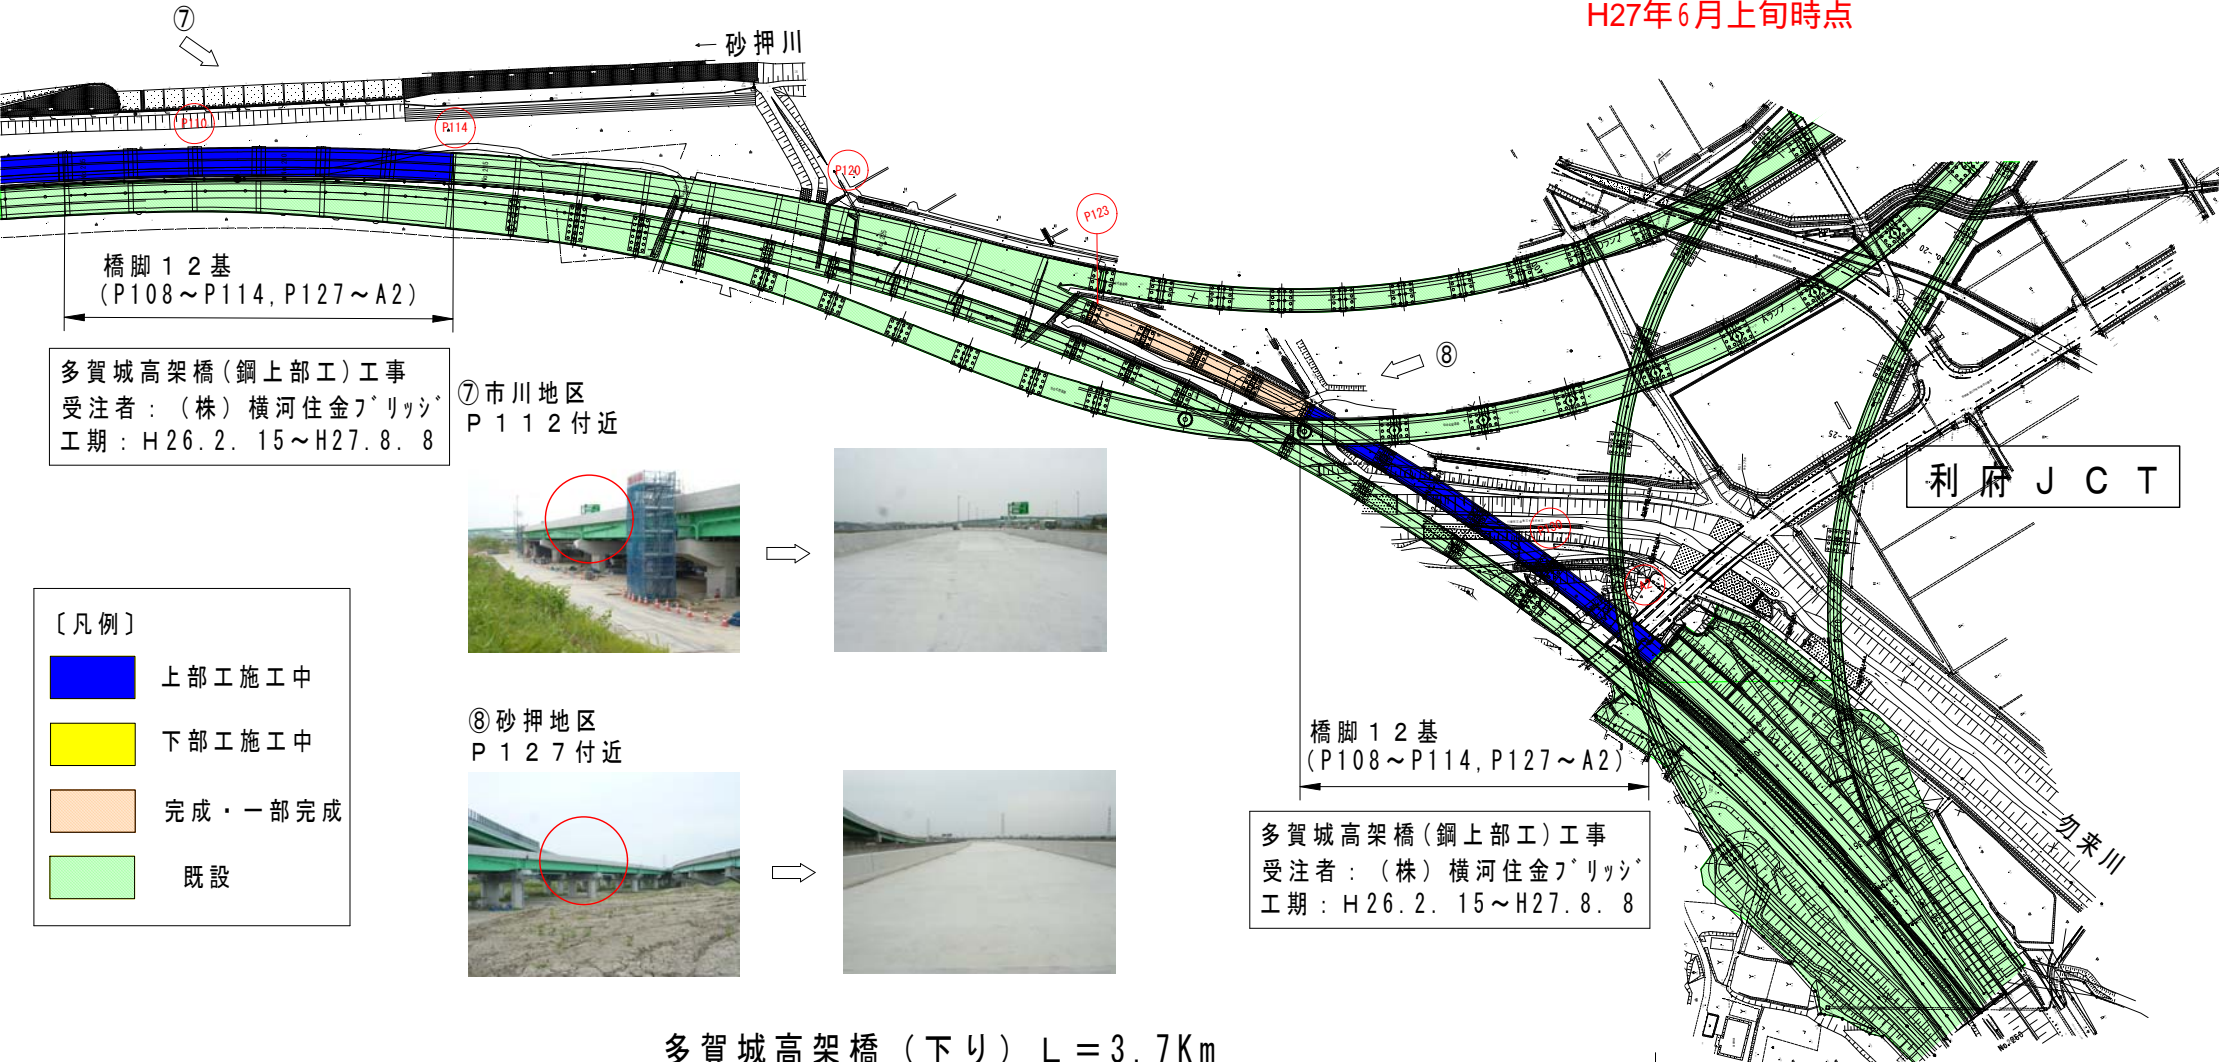 H27年6月上旬時点
⑦
← 砂押川
P110
P114
P120
P123
橋脚12基
(P108～P114,P127～A2)
多賀城高架橋(鋼上部工)工事
受注者：（株）横河住金ﾌﾞﾘｯｼﾞ
工期：H26.2. 15～H27.8. 8
⑧
⑦市川地区
P112付近
利府JCT
P130
A2
〔凡例〕
上部工施工中
下部工施工中
完成・一部完成
既設
⑧砂押地区
P127付近
橋脚12基
(P108～P114,P127～A2)
多賀城高架橋(鋼上部工)工事
受注者：（株）横河住金ﾌﾞﾘｯｼﾞ
工期：H26.2. 15～H27.8. 8
勿来川
多賀城高架橋（下り）L＝3.7Km